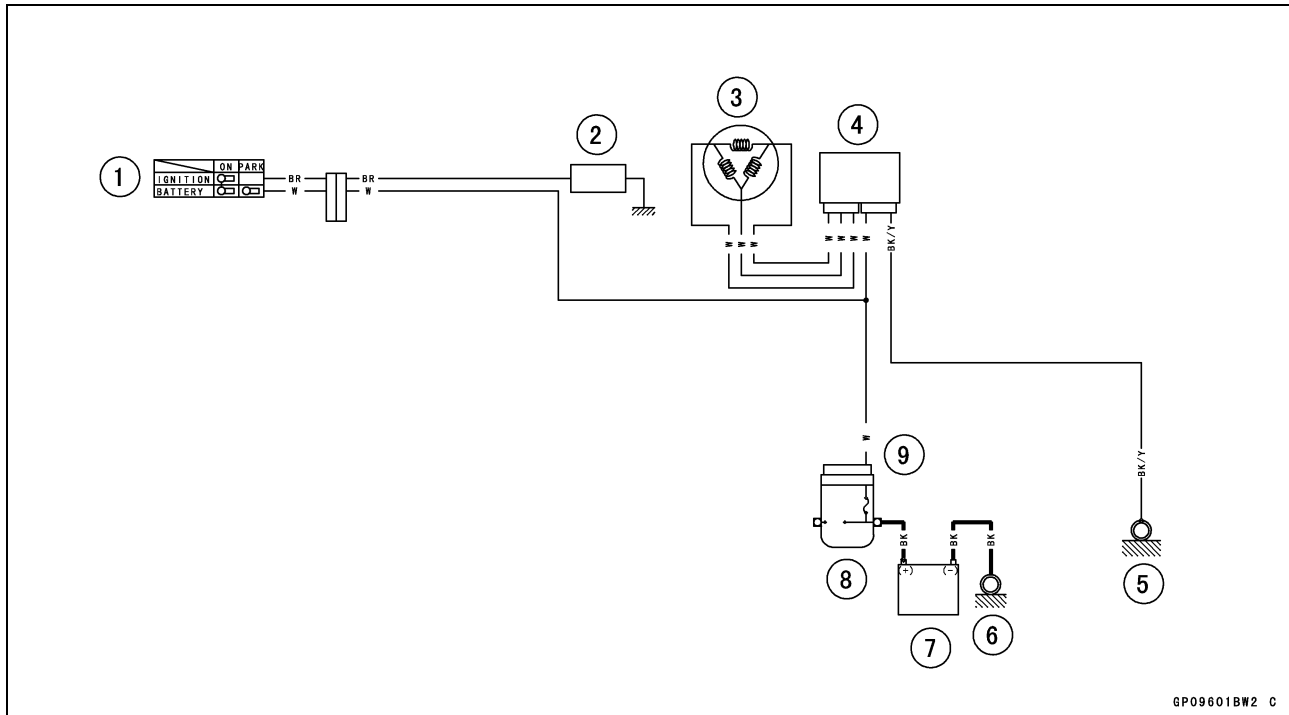 3
4
2
1
ON PARK
IGNITION
BATTERY
BR BR
W W
W W W
W W W W BK/Y
W
9
BK/Y
BK BK BK
(+) (-)
8
5
6
7
GP09601BW2 C